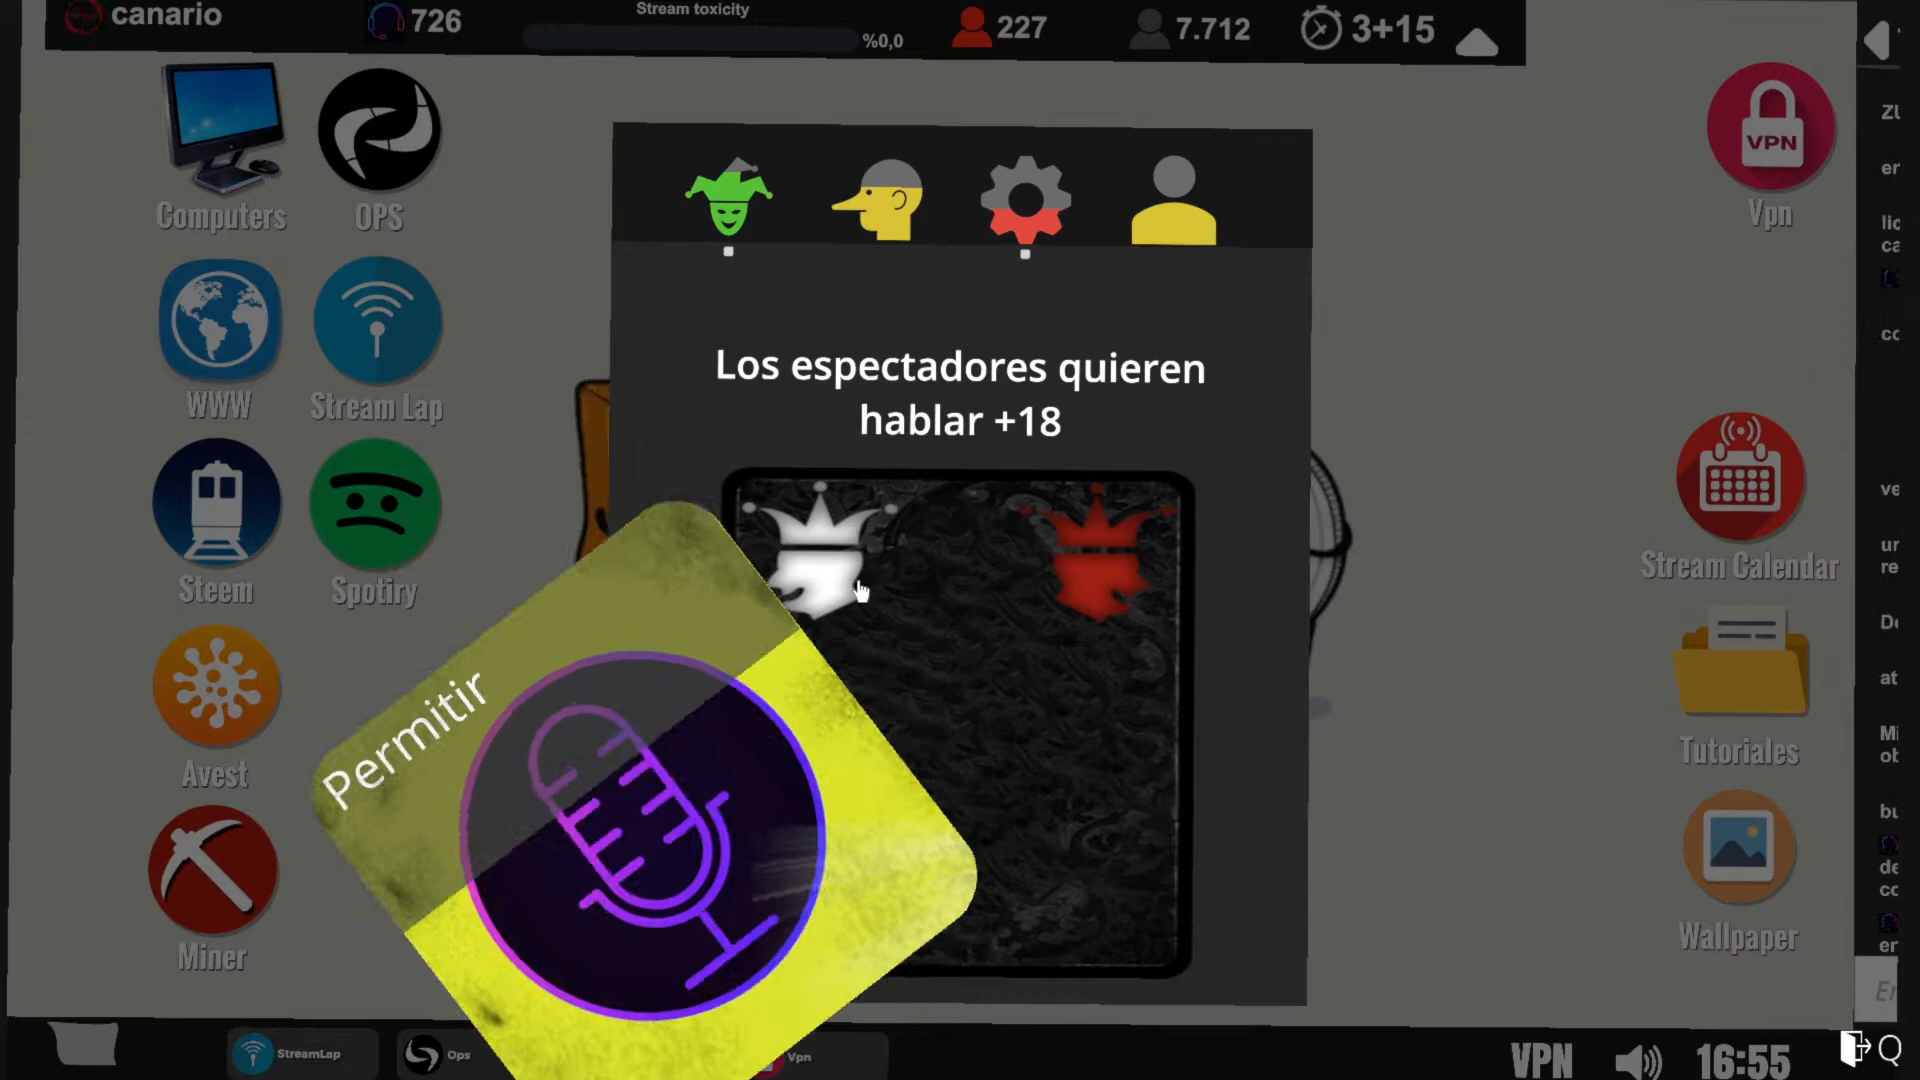 canario
726
Stream toxicity
%0,0
227
7.712
3+15
Computers
OPS
VPN
Vpn
WWW
Stream Lap
Los espectadores quieren
hablar +18
Steem
Spotiry
Stream Calendar
Permitir
Avest
Tutoriales
Miner
Wallpaper
StreamLap
Ops
Vpn
VPN
16:55
Q